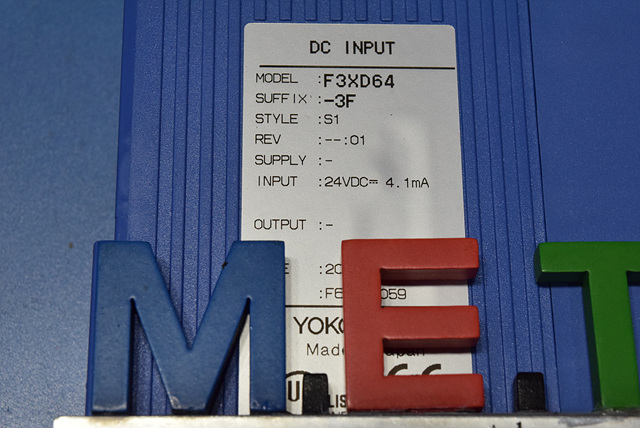 DC INPUT
MODEL :F3XD64
SUFFIX :-3F
STYLE :S1
REV :--:01
SUPPLY :-
INPUT :24VDC⎓ 4.1mA
OUTPUT :-
M.E.T